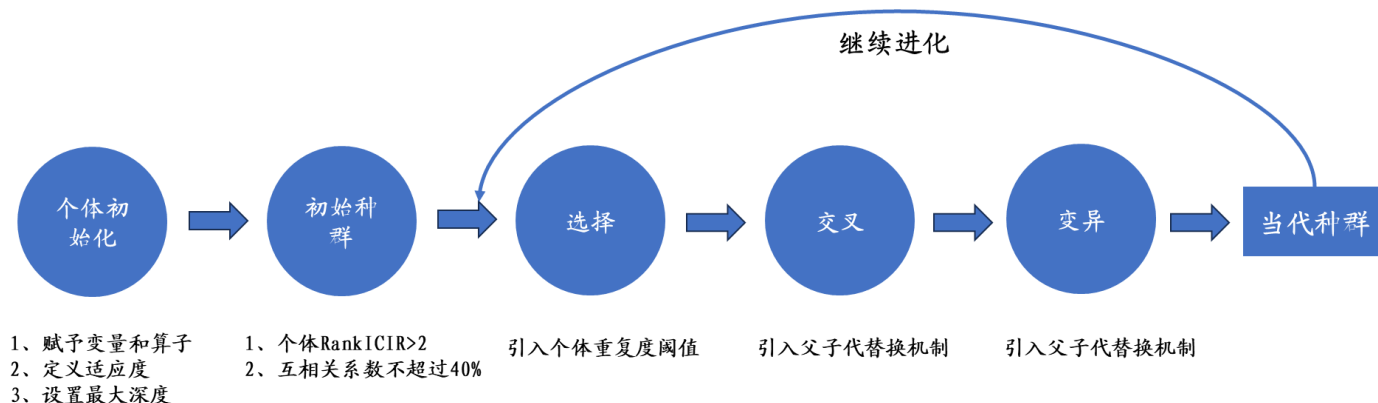 继续进化
个体初
始化
初始种
群
选择
交叉
变异
当代种群
1、赋予变量和算子
2、定义适应度
3、设置最大深度
1、个体RankICIR>2
2、互相关系数不超过40%
引入个体重复度阈值
引入父子代替换机制
引入父子代替换机制